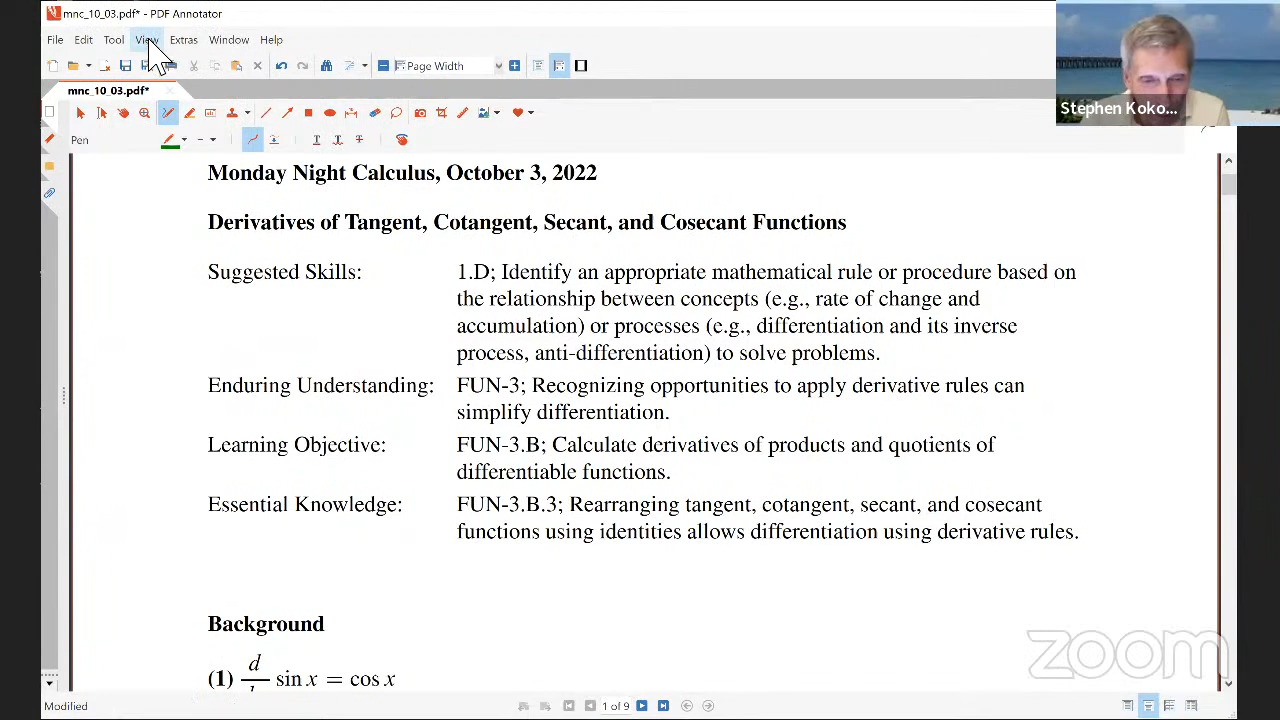 mnc_10_03.pdf* - PDF Annotator
File Edit Tool View Extras Window Help
Page Width
mnc_10_03.pdf*
Pen
Stephen Koko...
Monday Night Calculus, October 3, 2022
Derivatives of Tangent, Cotangent, Secant, and Cosecant Functions
Suggested Skills: 1.D; Identify an appropriate mathematical rule or procedure based on
the relationship between concepts (e.g., rate of change and
accumulation) or processes (e.g., differentiation and its inverse
process, anti-differentiation) to solve problems.
Enduring Understanding: FUN-3; Recognizing opportunities to apply derivative rules can
simplify differentiation.
Learning Objective: FUN-3.B; Calculate derivatives of products and quotients of
differentiable functions.
Essential Knowledge: FUN-3.B.3; Rearranging tangent, cotangent, secant, and cosecant
functions using identities allows differentiation using derivative rules.
Background
(1) d sin x = cos x
zoom
Modified 1 of 9